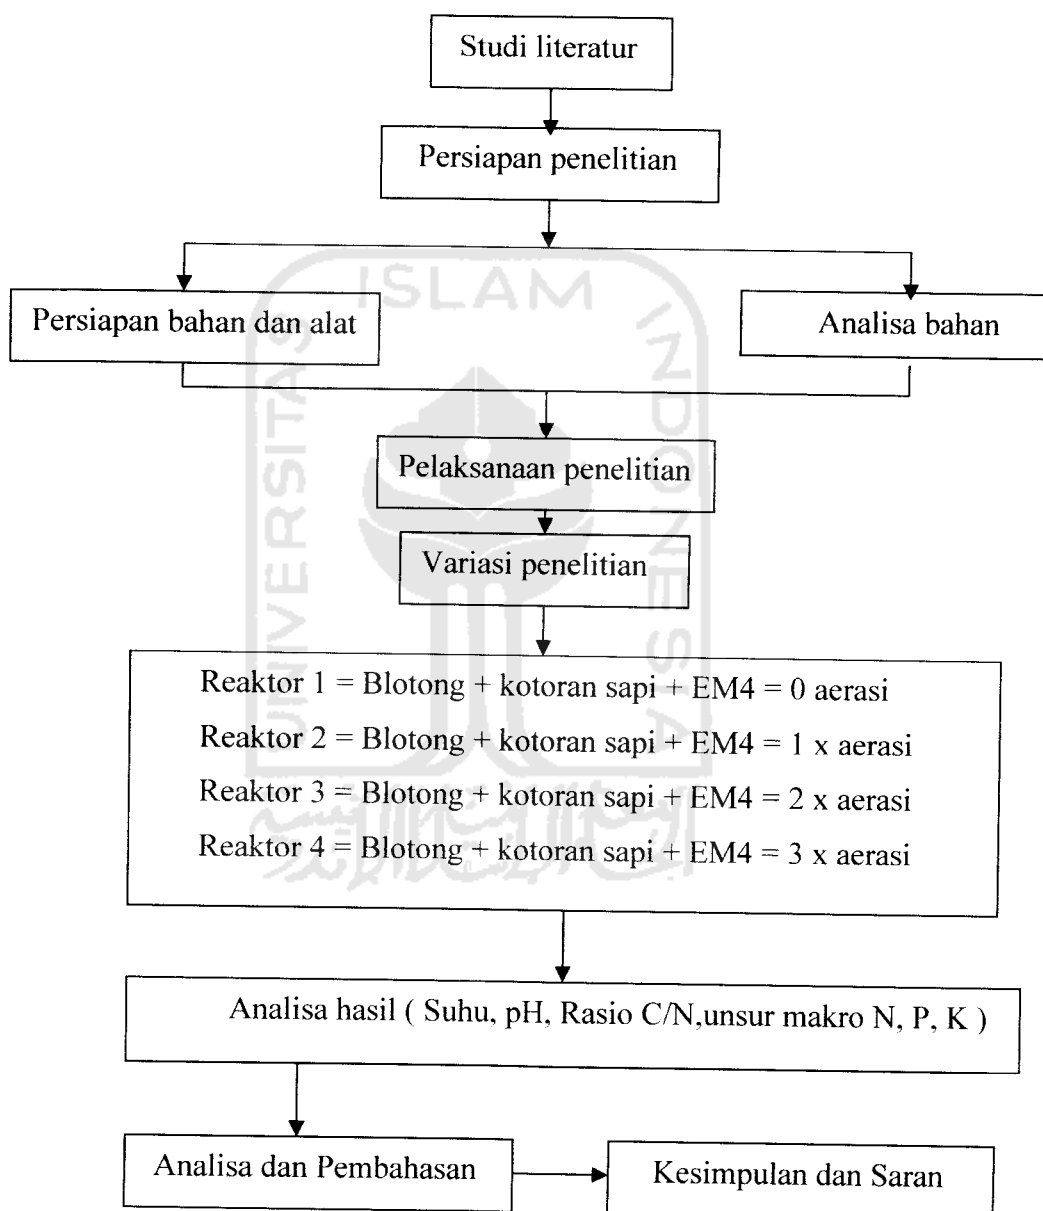 Studi literatur
Persiapan penelitian
Persiapan bahan dan alat
Analisa bahan
Pelaksanaan penelitian
Variasi penelitian
Reaktor 1 = Blotong + kotoran sapi + EM4 = 0 aerasi
Reaktor 2 = Blotong + kotoran sapi + EM4 = 1 x aerasi
Reaktor 3 = Blotong + kotoran sapi + EM4 = 2 x aerasi
Reaktor 4 = Blotong + kotoran sapi + EM4 = 3 x aerasi
Analisa hasil ( Suhu, pH, Rasio C/N,unsur makro N, P, K )
Analisa dan Pembahasan
Kesimpulan dan Saran
UNIVERSITAS
ISLAM
INDONESIA